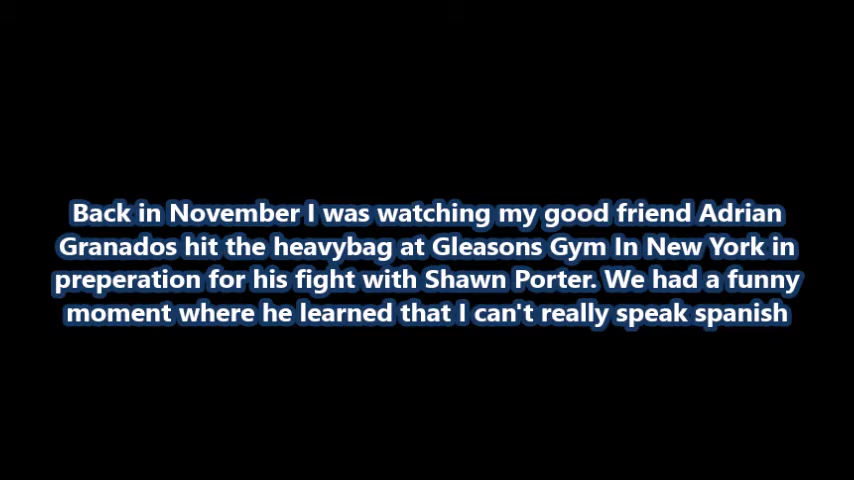 Back in November I was watching my good friend Adrian
Granados hit the heavybag at Gleasons Gym In New York in
preperation for his fight with Shawn Porter. We had a funny
moment where he learned that I can't really speak spanish